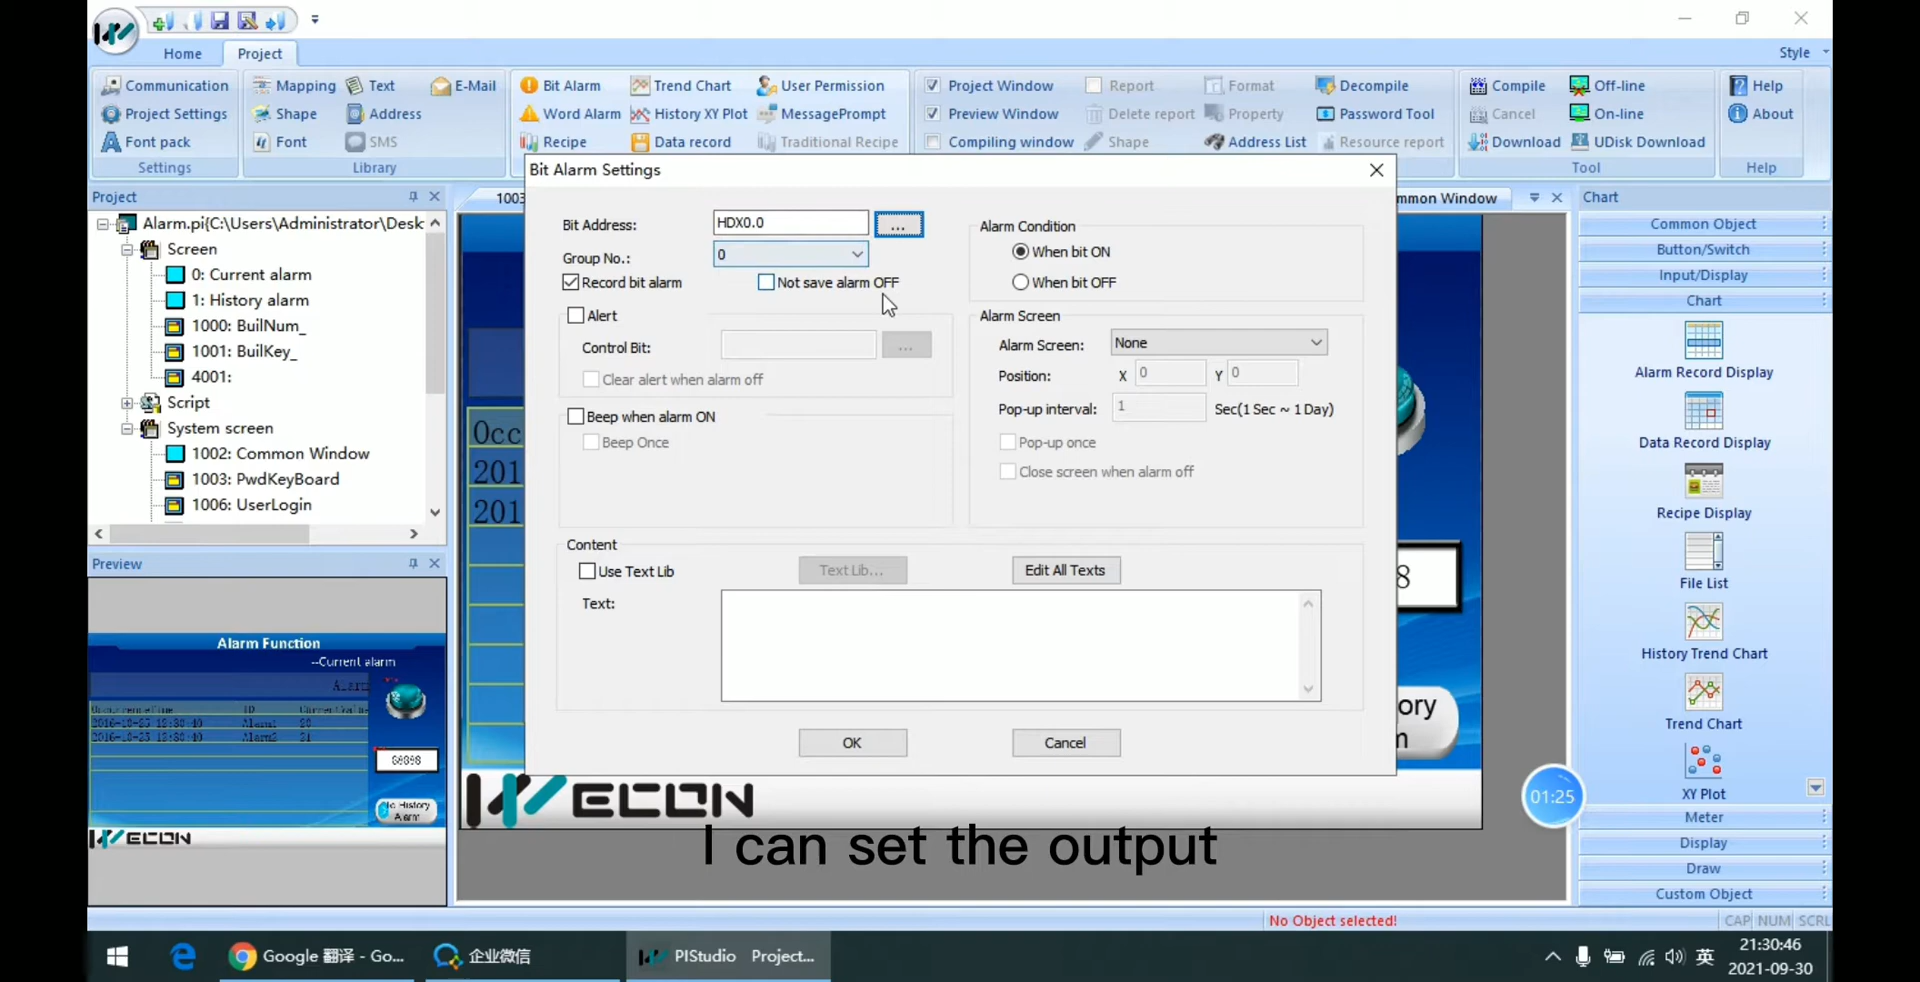 Home
Project
Style
Communication
Mapping
Text
E-Mail
Bit Alarm
Trend Chart
User Permission
Project Window
Report
Format
Decompile
Compile
Off-line
Help
Project Settings
Shape
Address
Word Alarm
History XY Plot
MessagePrompt
Preview Window
Delete report
Property
Password Tool
Cancel
On-line
About
Font pack
Font
SMS
Recipe
Data record
Traditional Recipe
Compiling window
Shape
Address List
Resource report
Download
UDisk Download
Settings
Library
Tool
Help
Project
Alarm.pi{C:\Users\Administrator\Desk
Screen
0: Current alarm
1: History alarm
1000: BuilNum_
1001: BuilKey_
4001:
Script
System screen
1002: Common Window
1003: PwdKeyBoard
1006: UserLogin
Preview
Alarm Function
--Current alarm
1003
mmon Window
Bit Alarm Settings
Bit Address:
HDX0.0
...
Group No.:
0
Record bit alarm
Not save alarm OFF
Alert
Control Bit:
...
Clear alert when alarm off
Beep when alarm ON
Beep Once
Alarm Condition
When bit ON
When bit OFF
Alarm Screen
Alarm Screen:
None
Position:
X
0
Y
0
Pop-up interval:
1
Sec(1 Sec ~ 1 Day)
Pop-up once
Close screen when alarm off
Content
Use Text Lib
Text Lib...
Edit All Texts
Text:
OK
Cancel
Occ
201
201
8
ory
m
WECON
WECON
Chart
Common Object
Button/Switch
Input/Display
Chart
Alarm Record Display
Data Record Display
Recipe Display
File List
History Trend Chart
Trend Chart
XY Plot
Meter
Display
Draw
Custom Object
01:25
I can set the output
No Object selected!
CAP NUM SCRL
Google 翻译 - Go...
企业微信
PIStudio Project...
英
21:30:46
2021-09-30